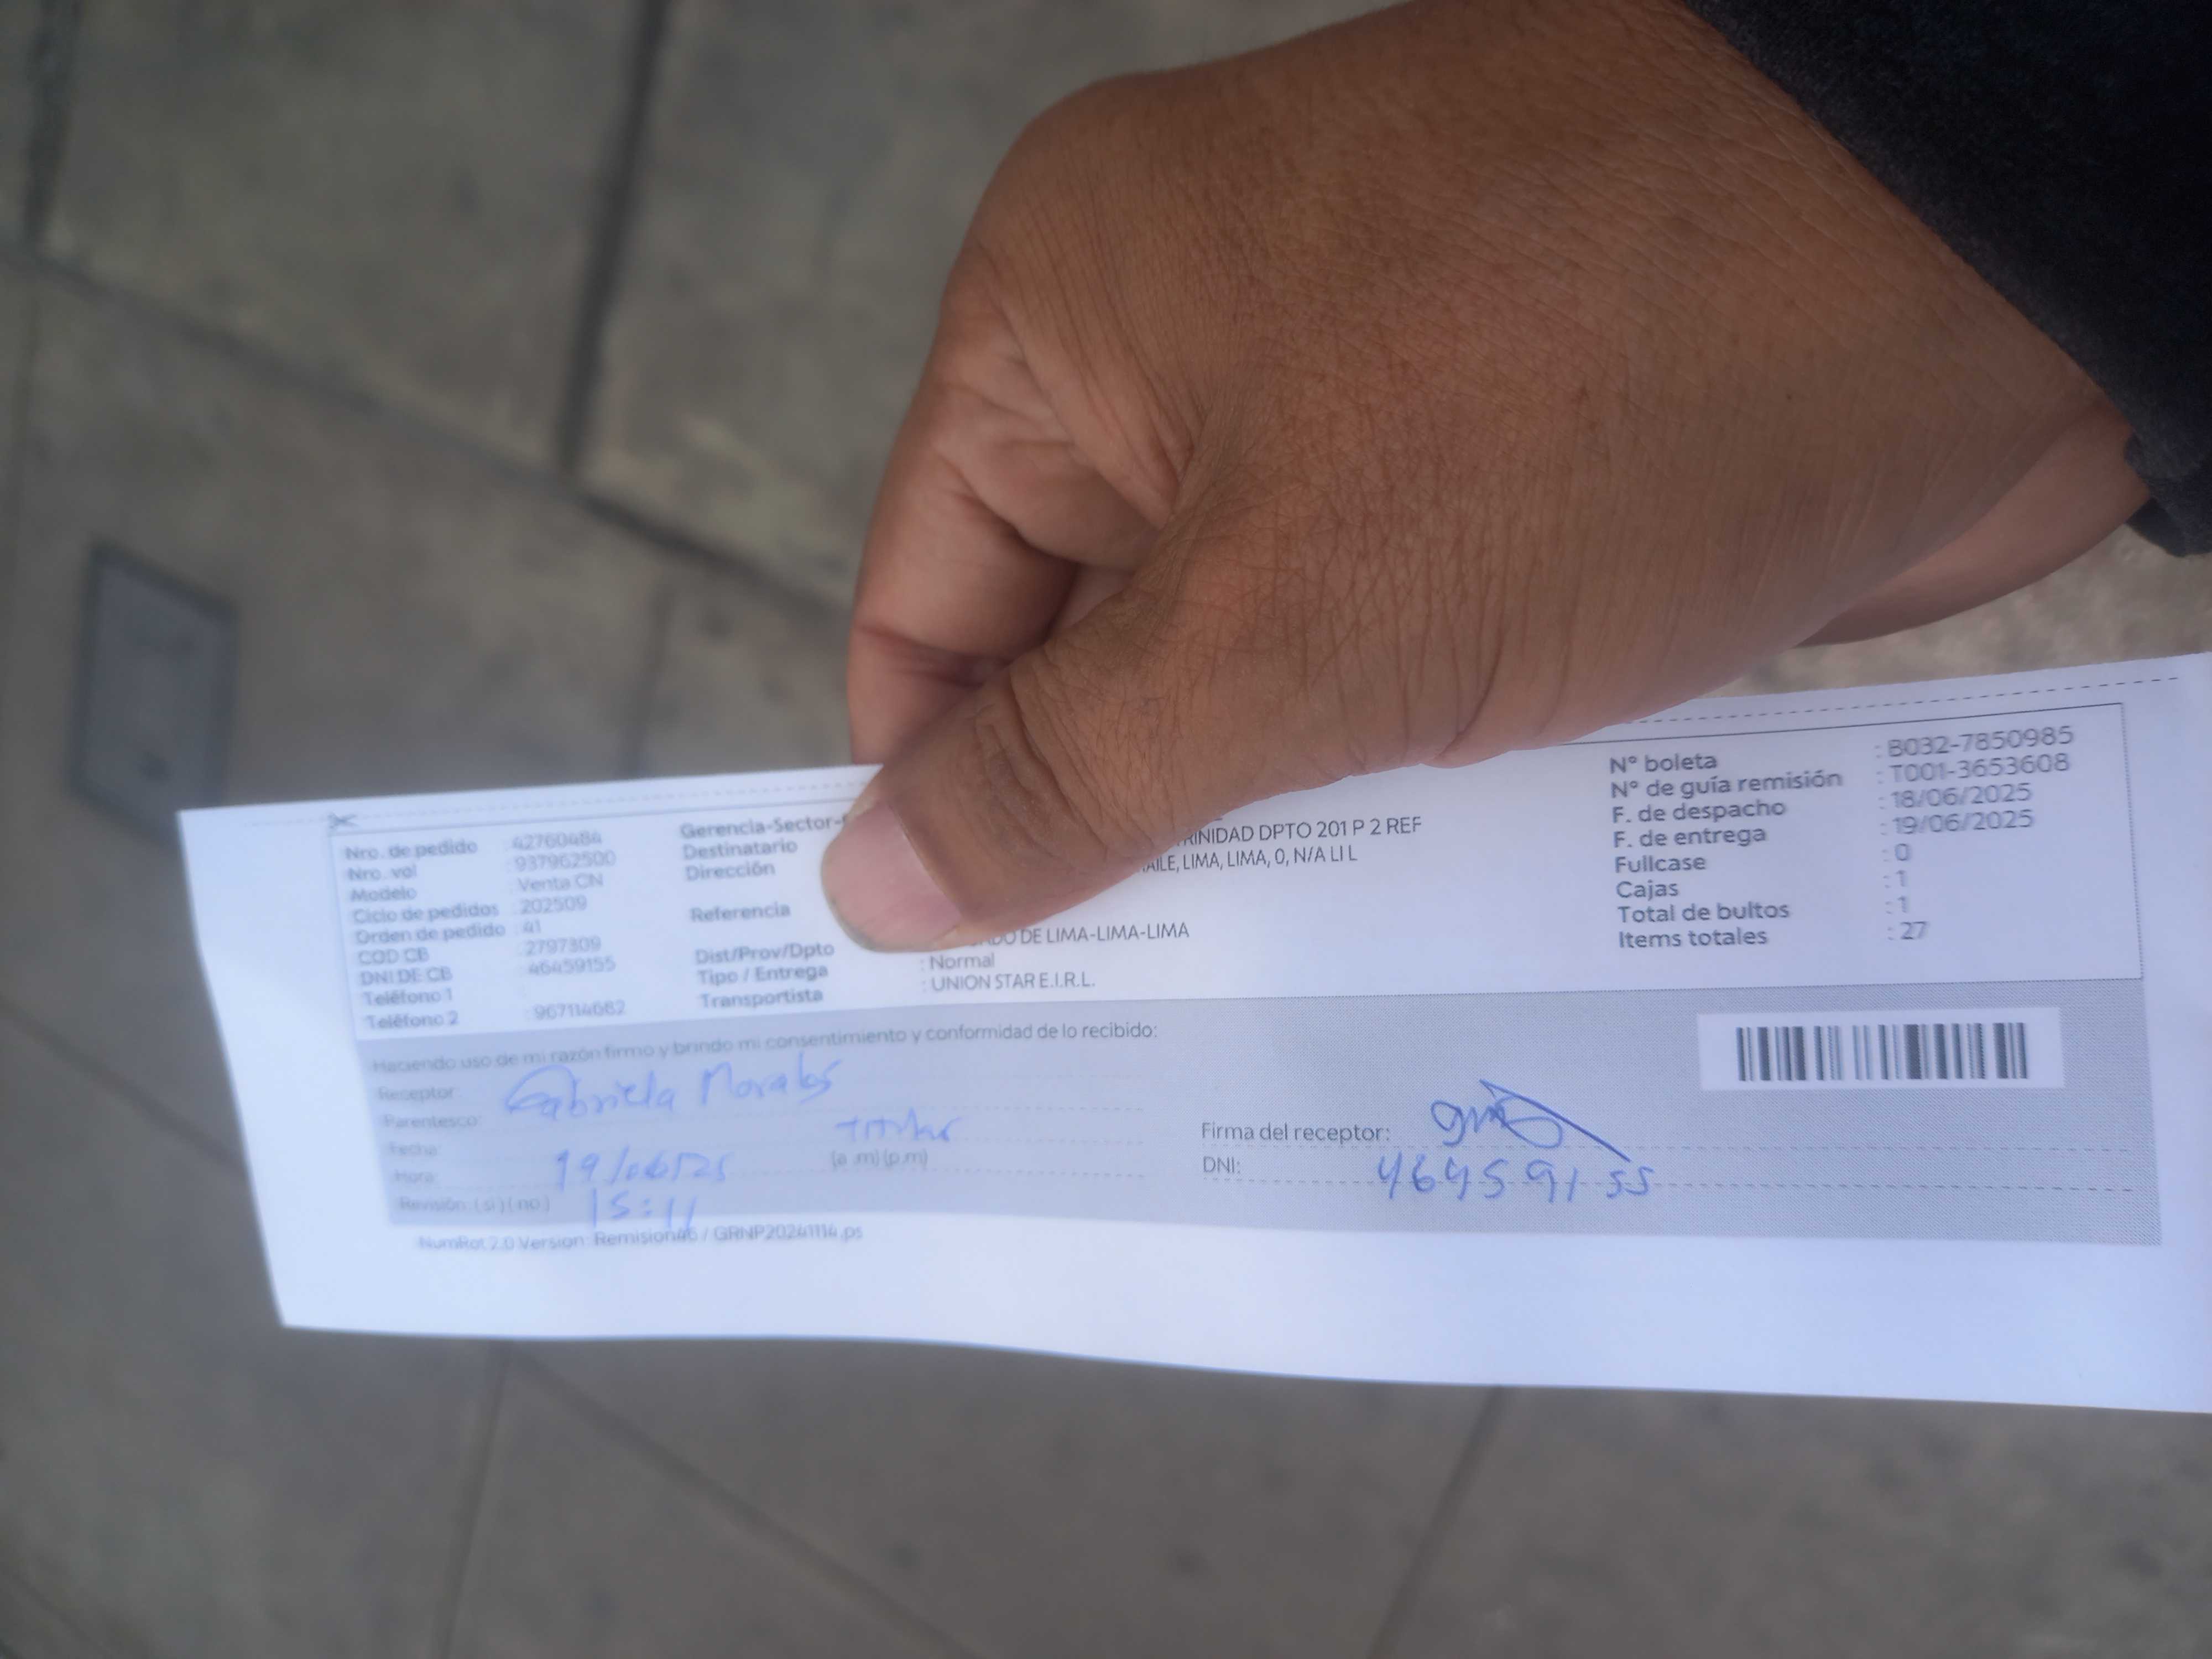 Nro. de pedido : 42760484
Nro. vol : 937962500
Modelo : Venta CN
Ciclo de pedidos : 202509
Orden de pedido : 41
COD CB : 2797309
DNI DE CB : 46459155
Teléfono 1
Teléfono 2 : 967114682
Gerencia-Sector-
Destinatario
Dirección
RINIDAD DPTO 201 P 2 REF
AILE, LIMA, LIMA, 0, N/A LI L
Referencia
Dist/Prov/Dpto DO DE LIMA-LIMA-LIMA
Tipo / Entrega : Normal
Transportista : UNION STAR E.I.R.L.
N° boleta : B032-7850985
N° de guía remisión : T001-3653608
F. de despacho : 18/06/2025
F. de entrega : 19/06/2025
Fullcase : 0
Cajas : 1
Total de bultos : 1
Items totales : 27
Haciendo uso de mi razón firmo y brindo mi consentimiento y conformidad de lo recibido:
Receptor: Gabriela Morales
Parentesco: Titular
Fecha: 19/06/25
Hora: 15:11 (a .m) (p.m)
Revisión: ( si ) ( no )
Firma del receptor:
DNI: 46459155
NumRot 2.0 Version: Remision46 / GRNP20241114.ps